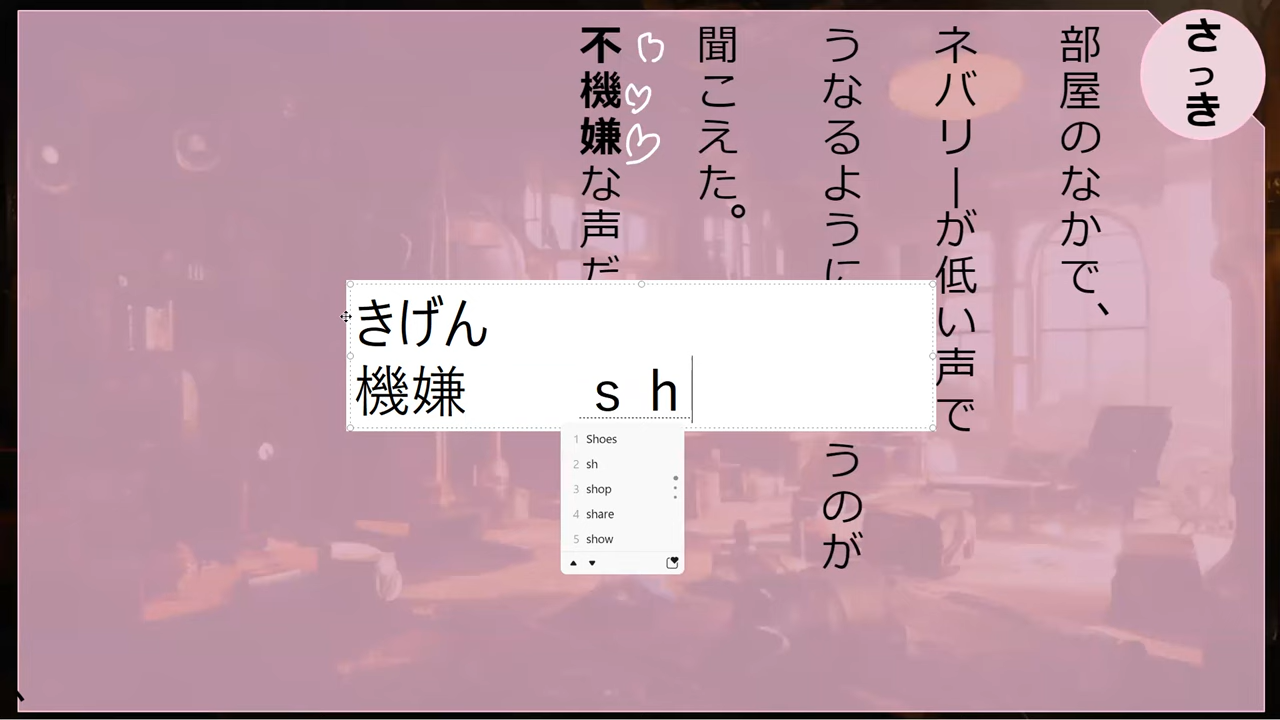 さっき
部屋のなかで、
ネバリーが低い声で
うなるように
うのが
聞こえた。
不機嫌な声だ
きげん
機嫌 sh
1 Shoes
2 sh
3 shop
4 share
5 show